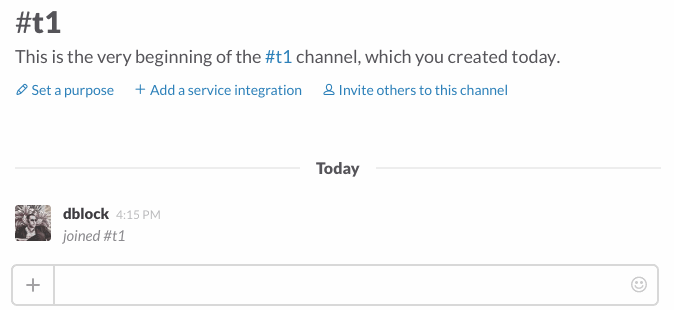 #t1
This is the very beginning of the #t1 channel, which you created today.
Set a purpose + Add a service integration Invite others to this channel
Today
dblock 4:15 PM
joined #t1
+